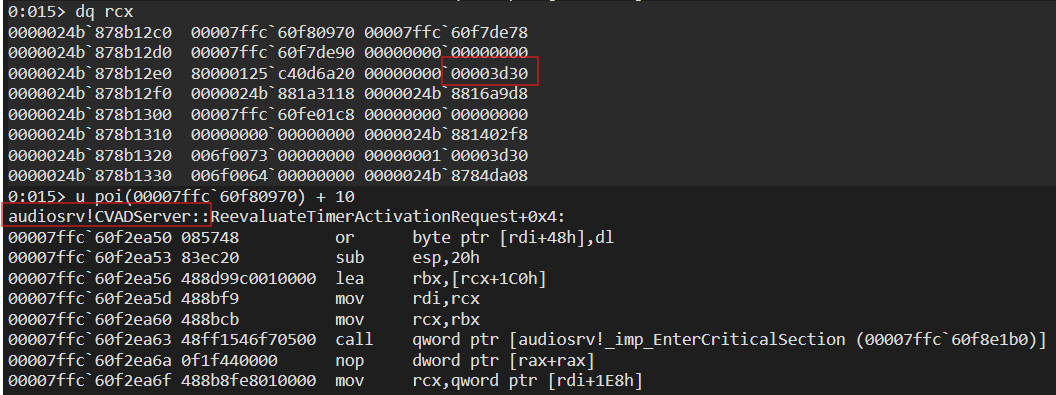 0:015> dq rcx
0000024b`878b12c0  00007ffc`60f80970 00007ffc`60f7de78
0000024b`878b12d0  00007ffc`60f7de90 00000000`00000000
0000024b`878b12e0  80000125`c40d6a20 00000000`00003d30
0000024b`878b12f0  0000024b`881a3118 0000024b`8816a9d8
0000024b`878b1300  00007ffc`60fe01c8 00000000`00000000
0000024b`878b1310  00000000`00000000 0000024b`881402f8
0000024b`878b1320  006f0073`00000000 00000001`00003d30
0000024b`878b1330  006f0064`00000000 0000024b`8784da08
0:015> u poi(00007ffc`60f80970) + 10
audiosrv!CVADServer::ReevaluateTimerActivationRequest+0x4:
00007ffc`60f2ea50 085748          or      byte ptr [rdi+48h],dl
00007ffc`60f2ea53 83ec20          sub     esp,20h
00007ffc`60f2ea56 488d99c0010000  lea     rbx,[rcx+1C0h]
00007ffc`60f2ea5d 488bf9          mov     rdi,rcx
00007ffc`60f2ea60 488bcb          mov     rcx,rbx
00007ffc`60f2ea63 48ff1546f70500  call    qword ptr [audiosrv!_imp_EnterCriticalSection (00007ffc`60f8e1b0)]
00007ffc`60f2ea6a 0f1f440000      nop     dword ptr [rax+rax]
00007ffc`60f2ea6f 488b8fe8010000  mov     rcx,qword ptr [rdi+1E8h]